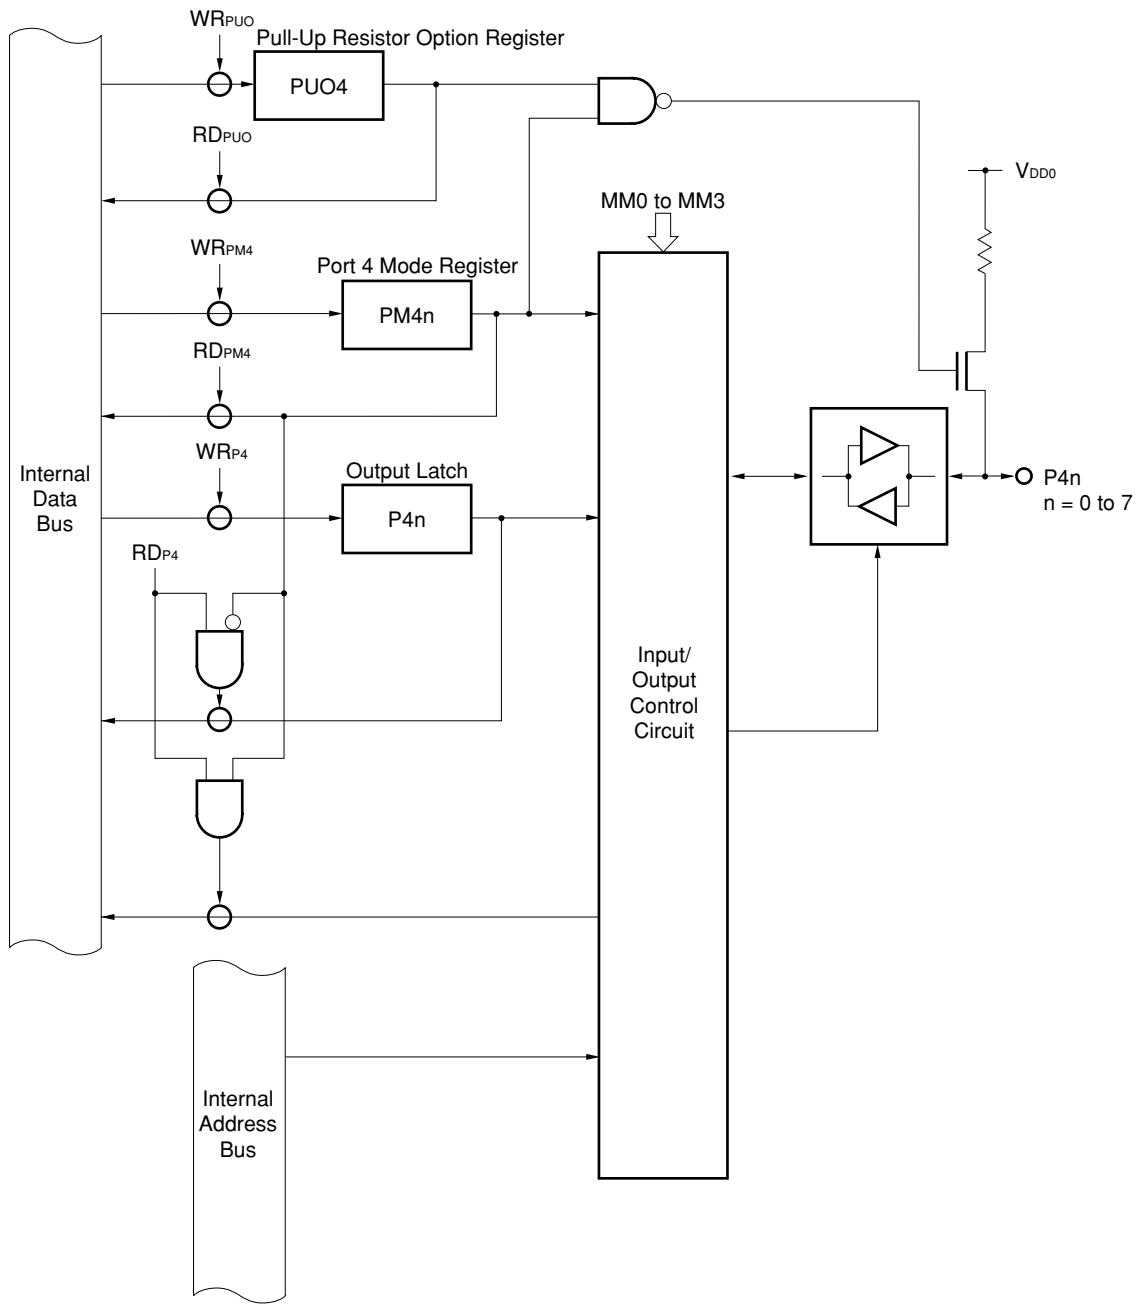 WRPUO
Pull-Up Resistor Option Register
PUO4
RDPUO
VDD0
MM0 to MM3
WRPM4
Port 4 Mode Register
PM4n
RDPM4
WRP4
Output Latch
P4n
Internal
Data
Bus
P4n
n = 0 to 7
RDP4
Input/
Output
Control
Circuit
Internal
Address
Bus